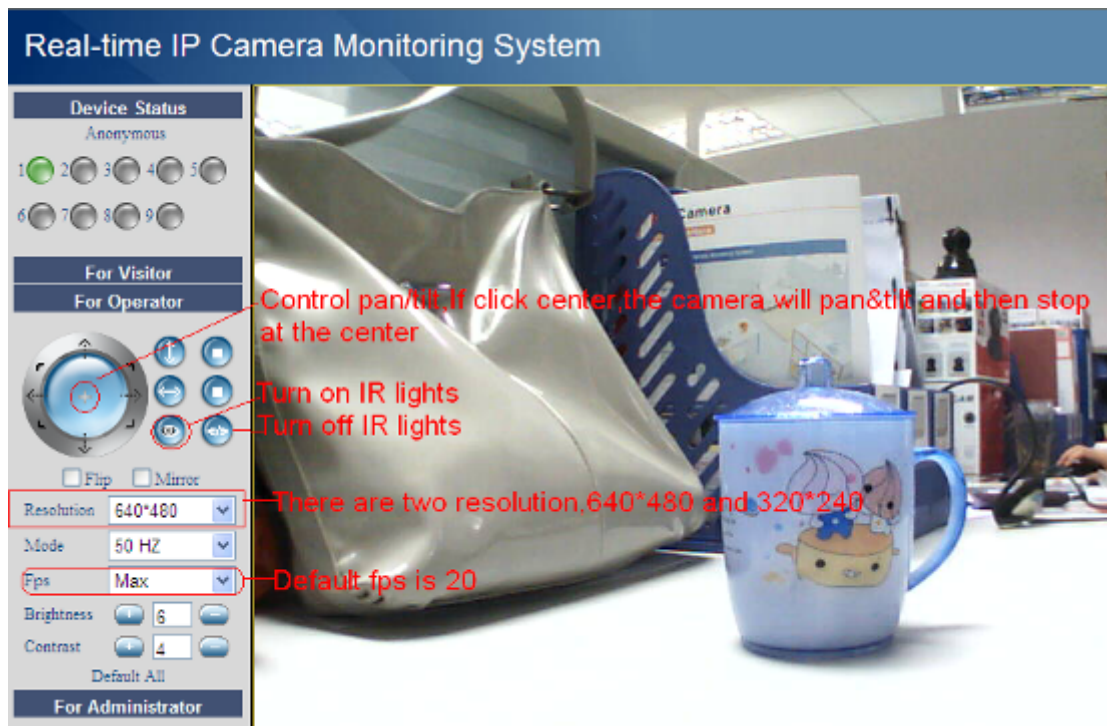 Real-time IP Camera Monitoring System
Device Status
Anonymous
1 2 3 4 5
6 7 8 9
For Visitor
For Operator
Control pan/tilt,If click center,the camera will pan&tilt and then stop
at the center
Turn on IR lights
Turn off IR lights
Flip Mirror
Resolution 640*480
There are two resolution,640*480 and 320*240
Mode 50 HZ
Fps Max
Default fps is 20
Brightness + 6 −
Contrast + 4 −
Default All
For Administrator
Camera